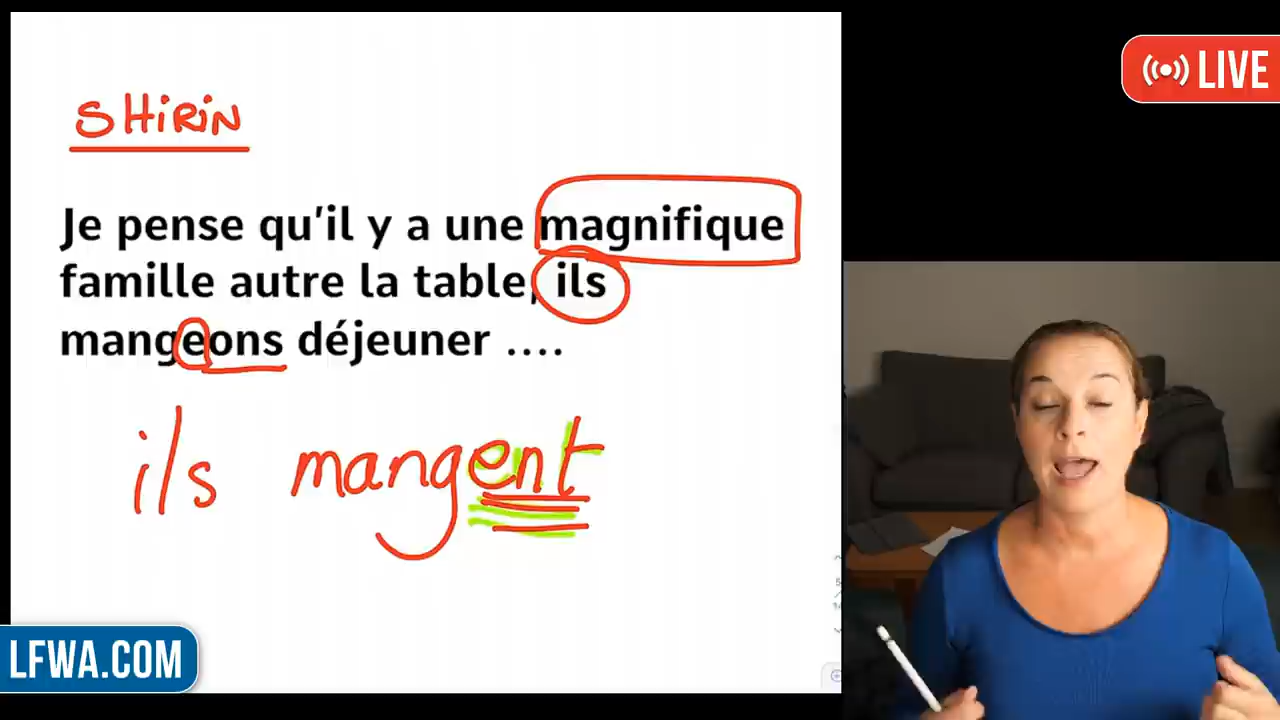 SHiRiN
Je pense qu'il y a une magnifique
famille autre la table, ils
mangeons déjeuner ....
ils mangent
LIVE
LFWA.COM